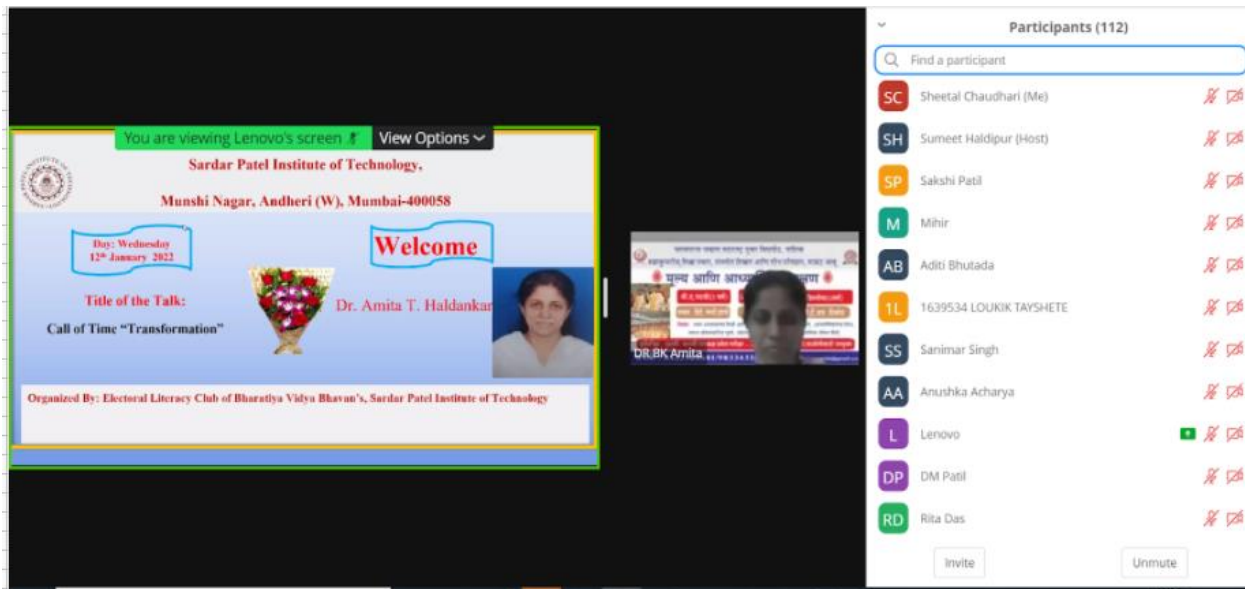 You are viewing Lenovo's screen
View Options
Sardar Patel Institute of Technology,
Munshi Nagar, Andheri (W), Mumbai-400058
Day: Wednesday
12th January 2022
Welcome
Title of the Talk:
Dr. Amita T. Haldankar
Call of Time “Transformation”
Organized By: Electoral Literacy Club of Bharatiya Vidya Bhavan's, Sardar Patel Institute of Technology
मूल्य आणि
DR.BK Amita
Participants (112)
Find a participant
SC Sheetal Chaudhari (Me)
SH Sumeet Haldipur (Host)
SP Sakshi Patil
M Mihir
AB Aditi Bhutada
1L 1639534 LOUKIK TAYSHETE
SS Sanimar Singh
AA Anushka Acharya
L Lenovo
DP DM Patil
RD Rita Das
Invite
Unmute